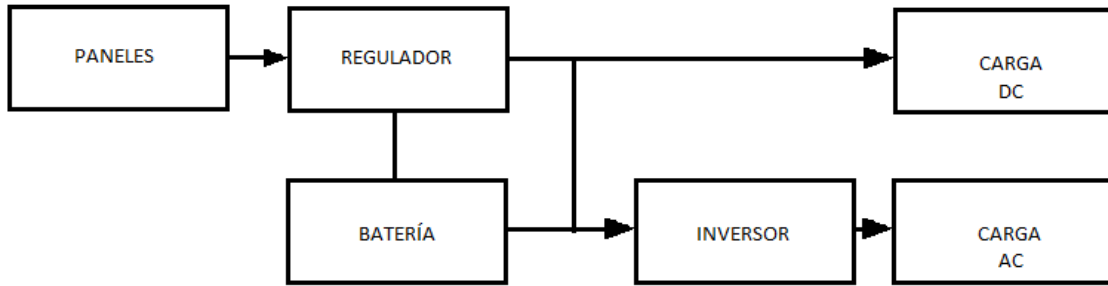 PANELES
REGULADOR
CARGA
DC
BATERÍA
INVERSOR
CARGA
AC